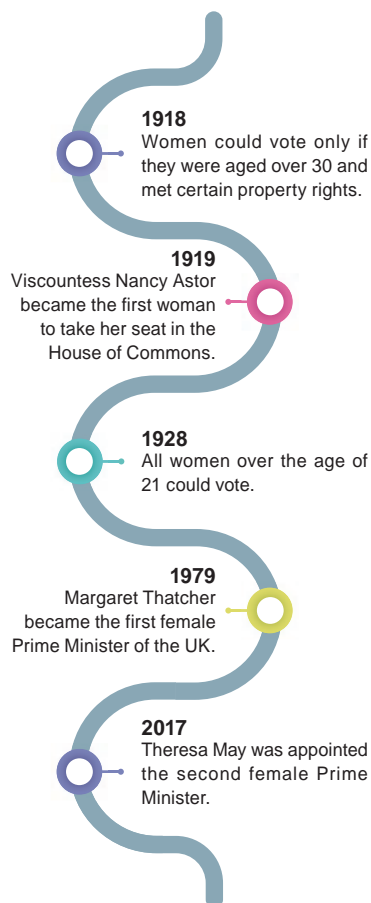 1918
Women could vote only if
they were aged over 30 and
met certain property rights.
1919
Viscountess Nancy Astor
became the first woman
to take her seat in the
House of Commons.
1928
All women over the age of
21 could vote.
1979
Margaret Thatcher
became the first female
Prime Minister of the UK.
2017
Theresa May was appointed
the second female Prime
Minister.